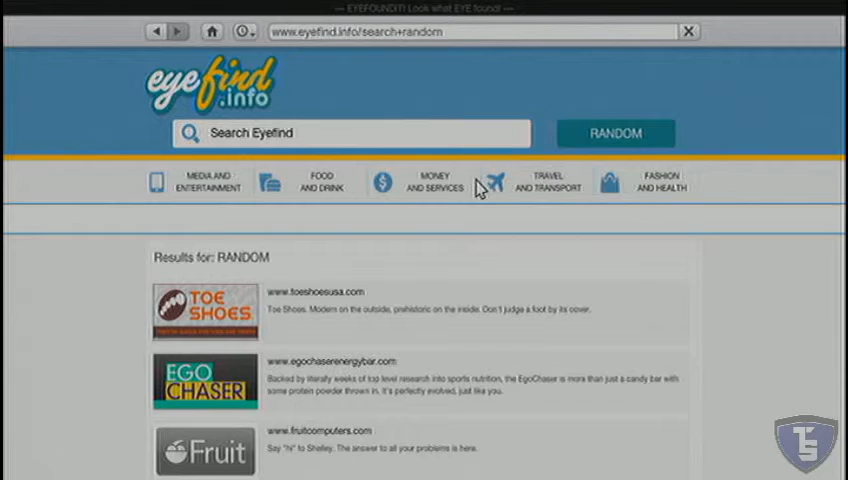 --- EYEFOUNDIT! Look what EYE found! ---
www.eyefind.info/search+random
eyefind
.info
Search Eyefind
RANDOM
MEDIA AND
ENTERTAINMENT
FOOD
AND DRINK
MONEY
AND SERVICES
TRAVEL
AND TRANSPORT
FASHION
AND HEALTH
Results for: RANDOM
TOE
SHOES
www.toeshoesusa.com
Toe Shoes. Modern on the outside, prehistoric on the inside. Don't judge a foot by its cover.
EGO
CHASER
www.egochaserenergybar.com
Backed by literally weeks of top level research into sports nutrition, the EgoChaser is more than just a candy bar with
some protein powder thrown in. It's perfectly evolved, just like you.
Fruit
www.fruitcomputers.com
Say "hi" to Shelley. The answer to all your problems is here.
TS